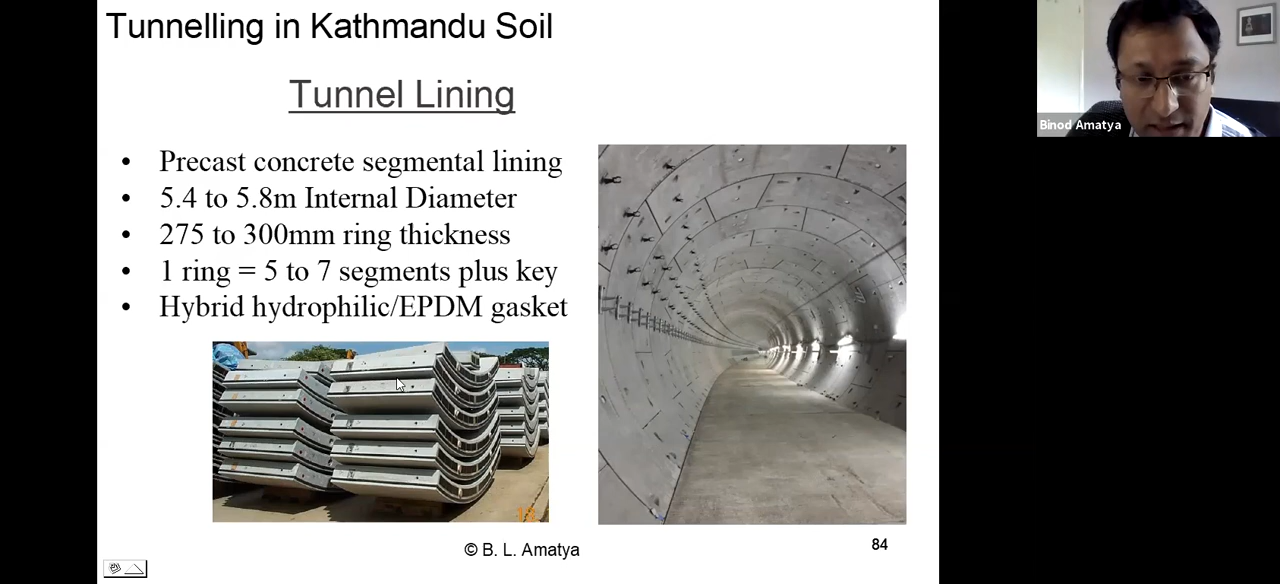 Tunnelling in Kathmandu Soil
Tunnel Lining
• Precast concrete segmental lining
• 5.4 to 5.8m Internal Diameter
• 275 to 300mm ring thickness
• 1 ring = 5 to 7 segments plus key
• Hybrid hydrophilic/EPDM gasket
© B. L. Amatya
84
Binod Amatya